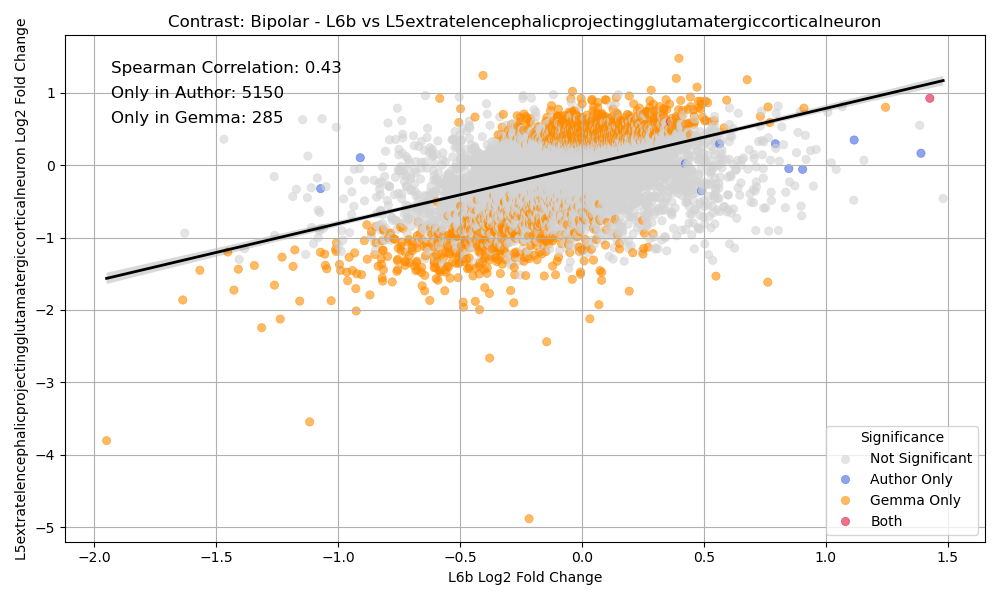 Contrast: Bipolar - L6b vs L5extratelencephalicprojectingglutamatergiccorticalneuron
Spearman Correlation: 0.43
Only in Author: 5150
Only in Gemma: 285
L5extratelencephalicprojectingglutamatergiccorticalneuron Log2 Fold Change
1
0
−1
−2
−3
−4
−5
Significance
Not Significant
Author Only
Gemma Only
Both
−2.0 −1.5 −1.0 −0.5 0.0 0.5 1.0 1.5
L6b Log2 Fold Change